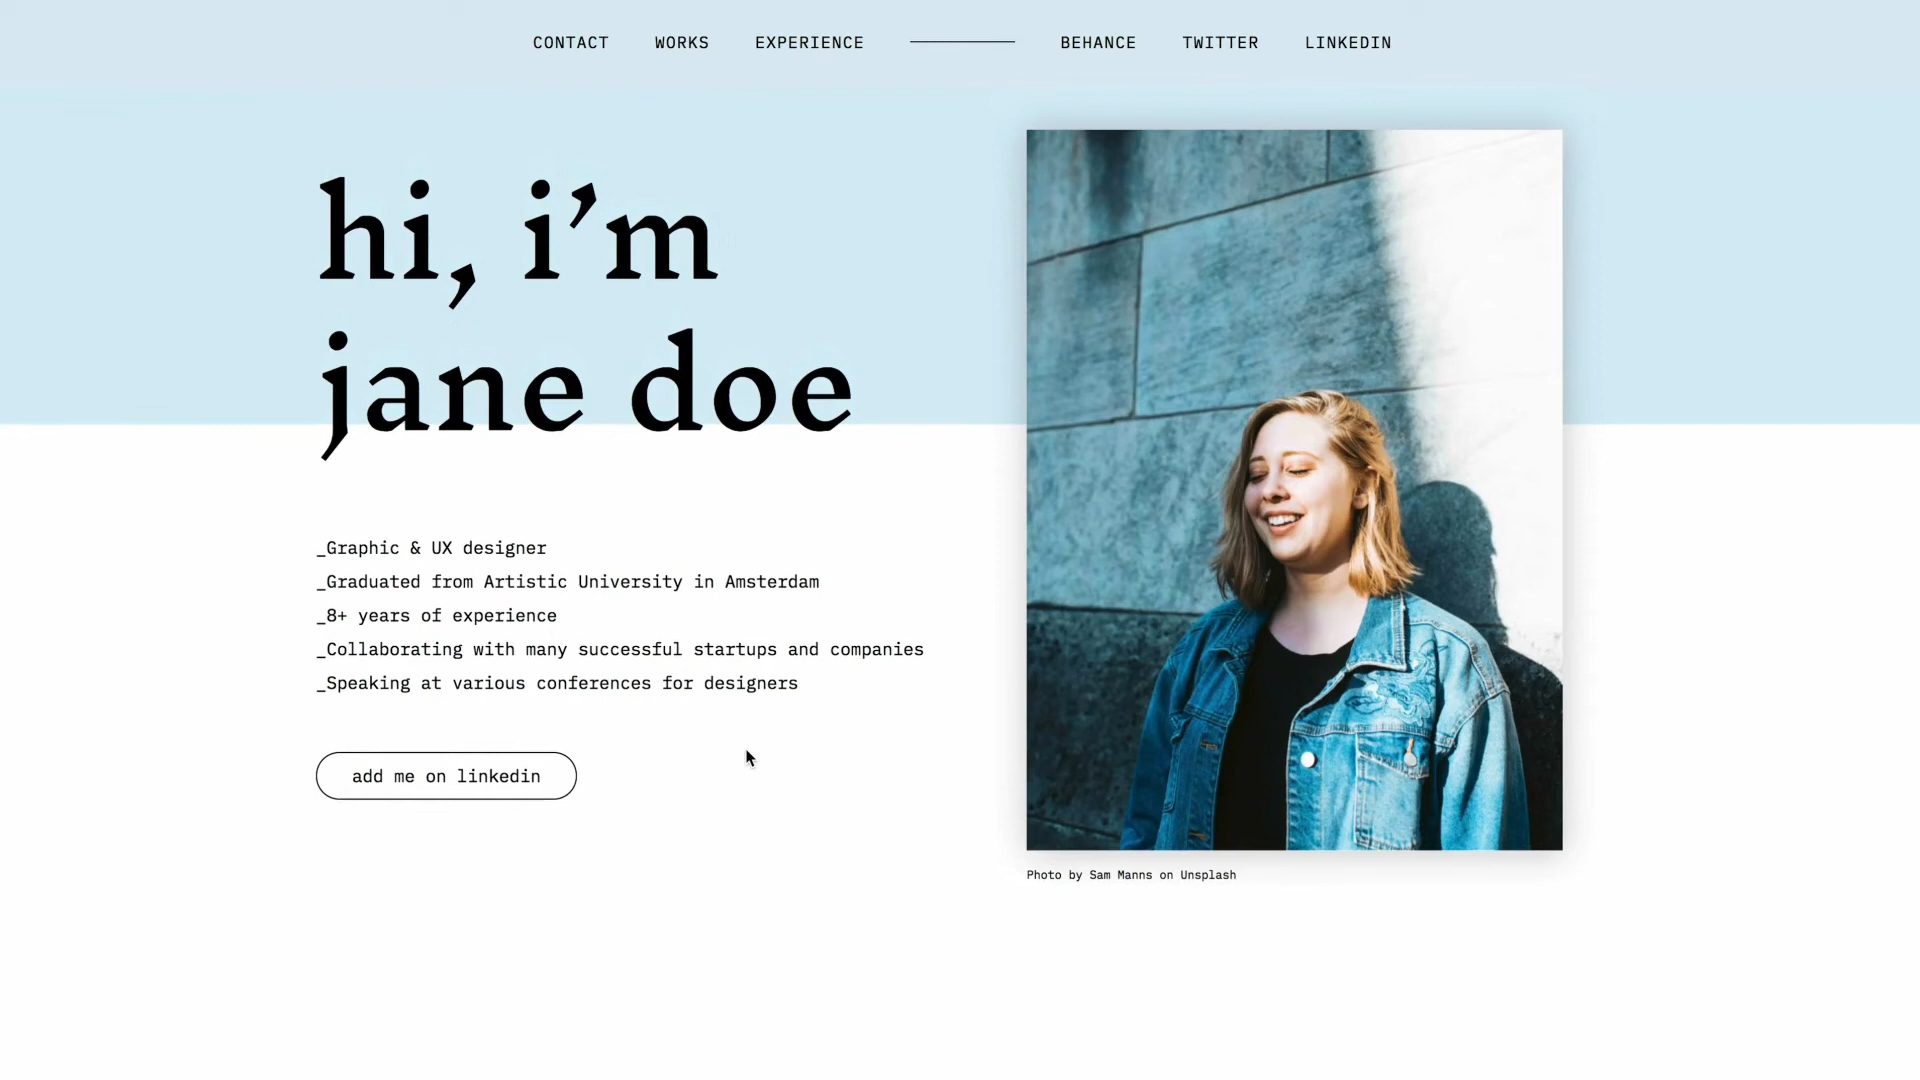 CONTACT WORKS EXPERIENCE BEHANCE TWITTER LINKEDIN
hi, i’m
jane doe
_Graphic & UX designer
_Graduated from Artistic University in Amsterdam
_8+ years of experience
_Collaborating with many successful startups and companies
_Speaking at various conferences for designers
add me on linkedin
Photo by Sam Manns on Unsplash